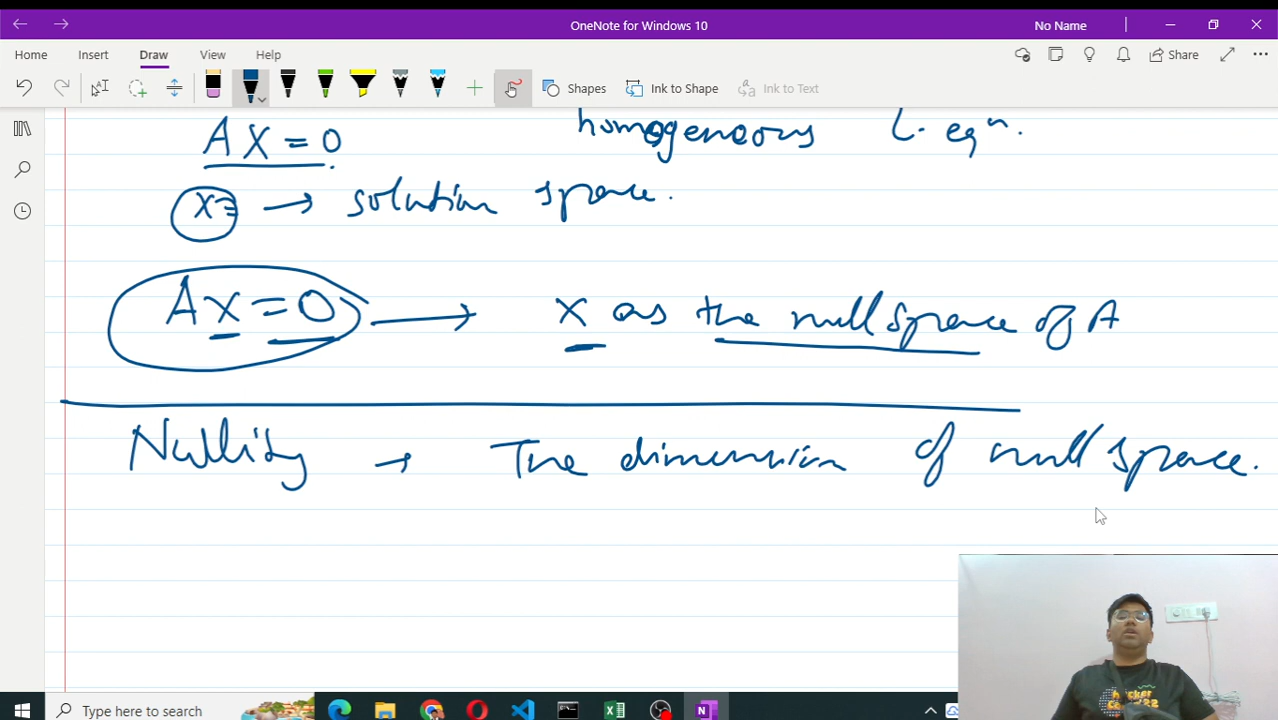 OneNote for Windows 10
No Name
Home Insert Draw View Help
Share
Shapes
Ink to Shape
Ink to Text
AX = 0 homogeneous L. eqn.
x= → solution space.
AX = 0 → x as the null space of A
Nullity → The dimension of null space.
Type here to search